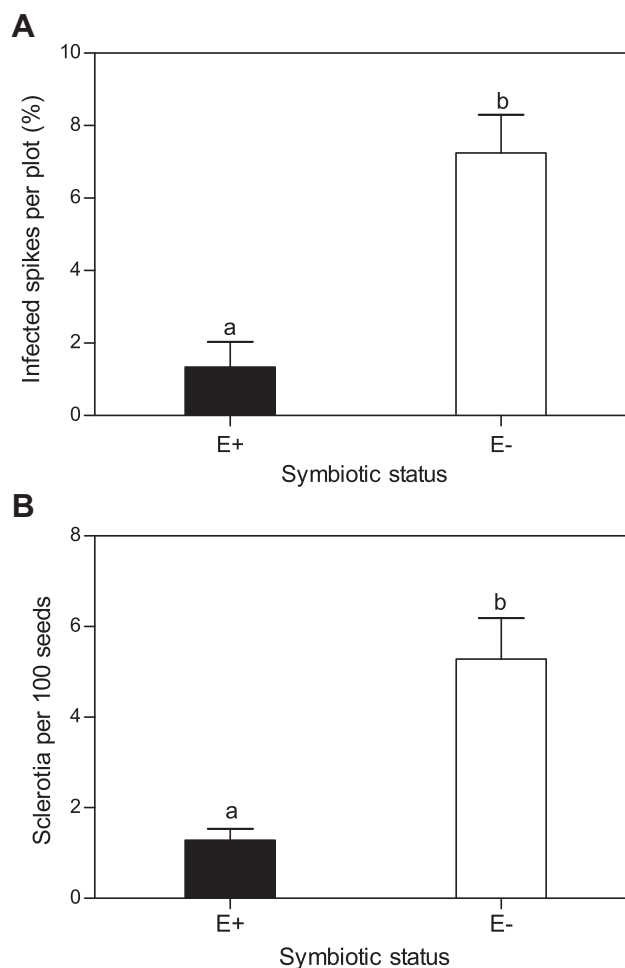 A
10
8
6
4
2
0
Infected spikes per plot (%)
a
b
E+
E-
Symbiotic status
B
8
6
4
2
0
Sclerotia per 100 seeds
a
b
E+
E-
Symbiotic status